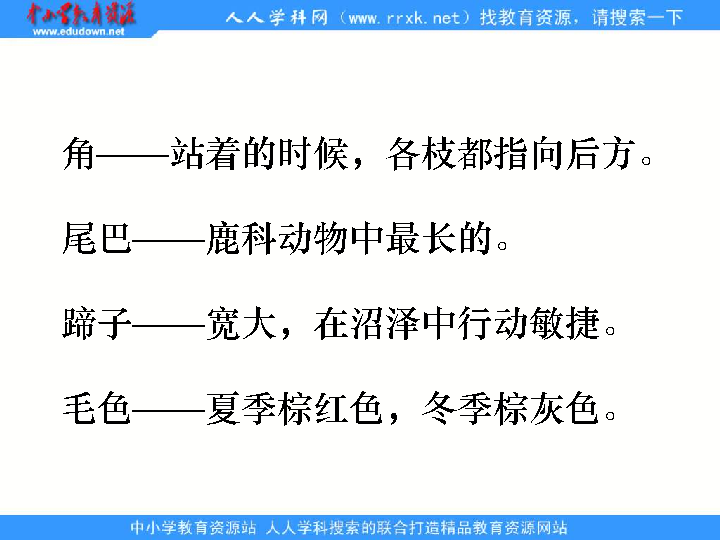 中小学教育资源
www.edudown.net
人人学科网（www.rrxk.net）找教育资源，请搜索一下
角——站着的时候，各枝都指向后方。
尾巴——鹿科动物中最长的。
蹄子——宽大，在沼泽中行动敏捷。
毛色——夏季棕红色，冬季棕灰色。
中小学教育资源站 人人学科搜索的联合打造精品教育资源网站